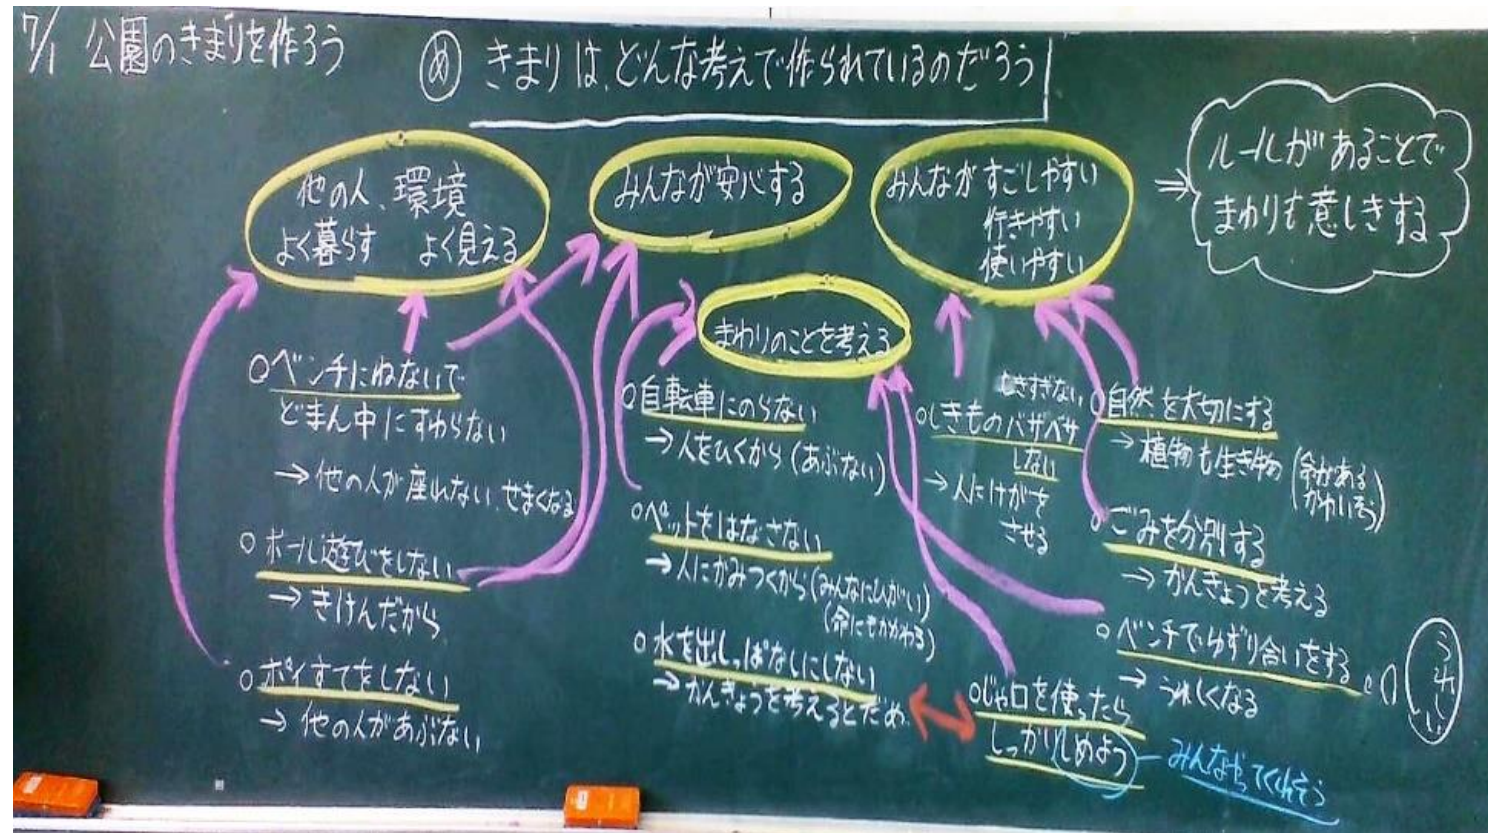 7/1 公園のきまりを作ろう
め きまりは、どんな考えで作られているのだろう
他の人、環境
よく暮らす よく見える
みんなが安心する
みんながすごしやすい
行きやすい
使いやすい
⇒ ルールがあることで
まわりも意しきする
まわりのことを考える
○ベンチにねないで
どまん中にすわらない
→他の人が座れない、せまくなる
○ボール遊びをしない
→きけんだから
○ポイすてをしない
→他の人があぶない
○自転車にのらない
→人をひくから(あぶない)
○ペットをはなさない
→人にかみつくから(みんなにひがい)
(命にもかかわる)
○水を出しっぱなしにしない
→かんきょうを考えるとだめ
すぎない
○しきもの
しない
→人にけがを
させる
○じゃ口を使ったら
しっかりしめよう
みんなやってくれそう
○自然を大切にする
→植物も生き物(命がある
かわいそう)
○ごみを分別する
→かんきょうを考える
○ベンチでゆずり合いをする
→うれしくなる
うれしい